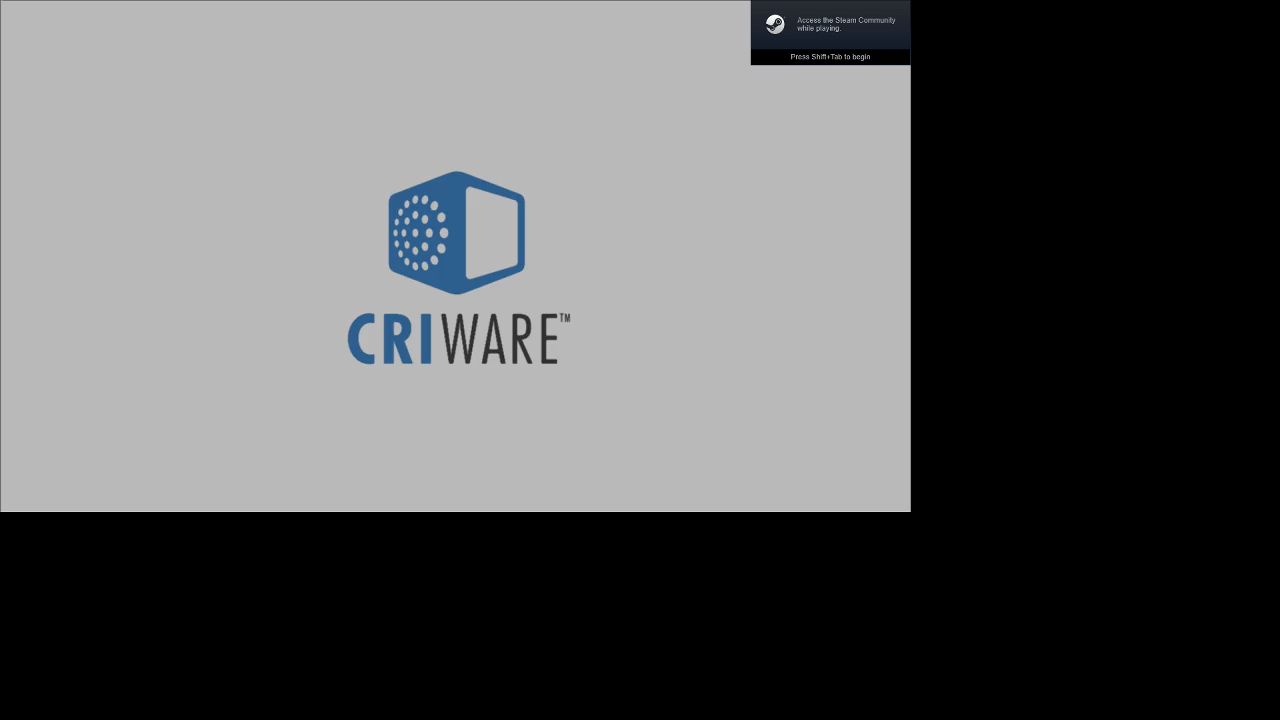 Access the Steam Community
while playing.
Press Shift+Tab to begin
CRIWARE™